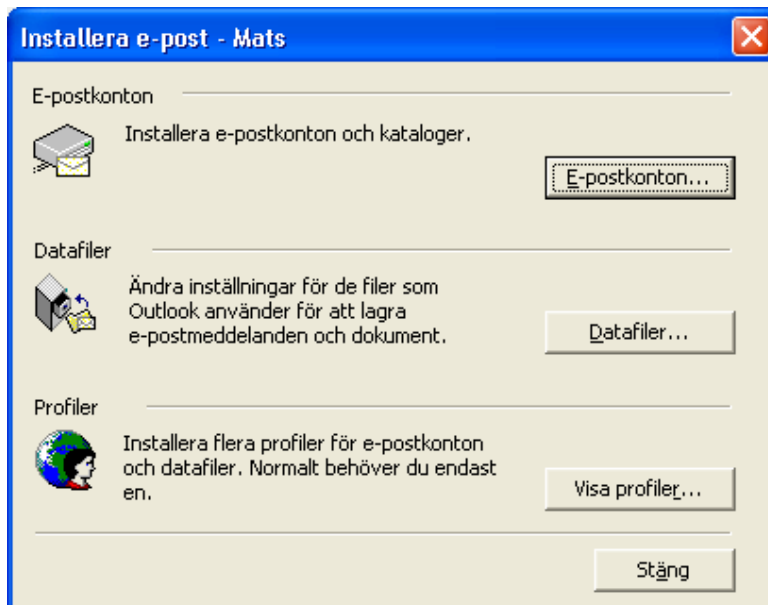 Installera e-post - Mats
E-postkonton
Installera e-postkonton och kataloger.
E-postkonton...
Datafiler
Ändra inställningar för de filer som
Outlook använder för att lagra
e-postmeddelanden och dokument.
Datafiler...
Profiler
Installera flera profiler för e-postkonton
och datafiler. Normalt behöver du endast
en.
Visa profiler...
Stäng